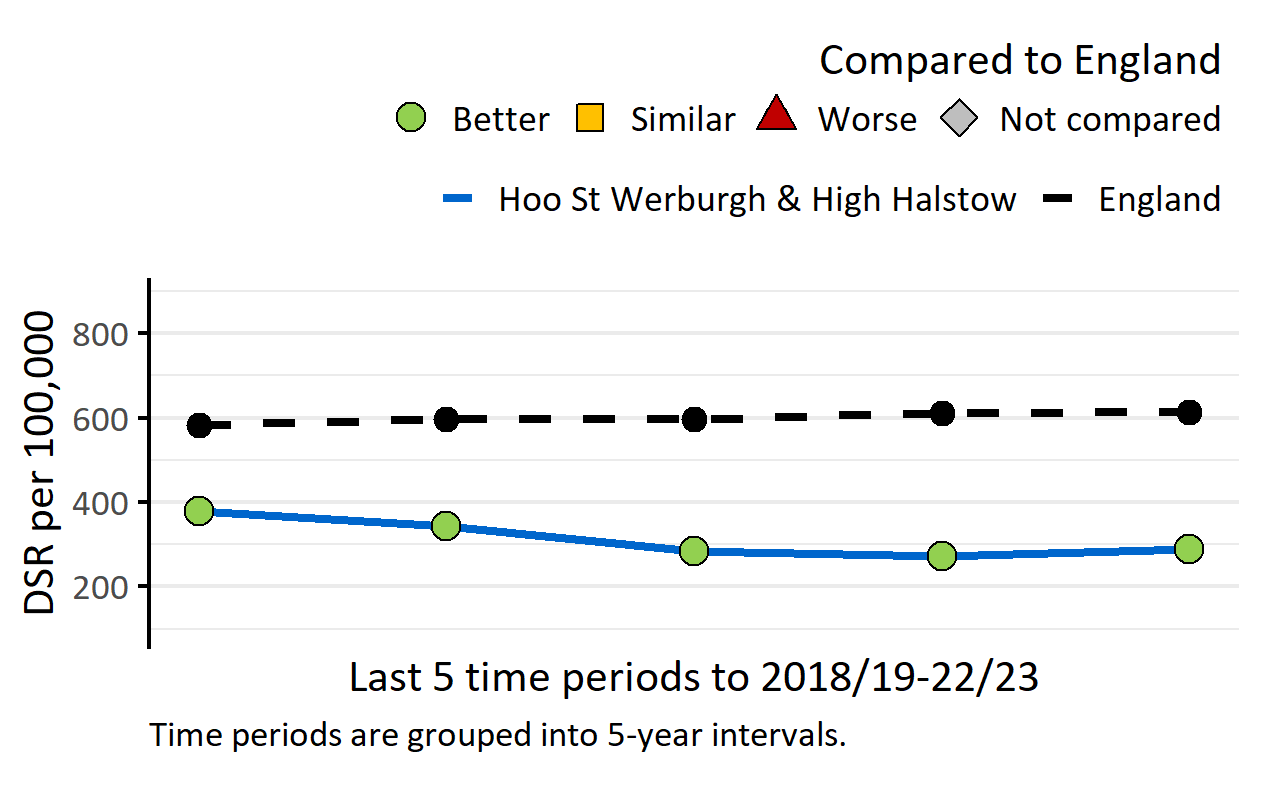 Compared to England
Better Similar Worse Not compared
Hoo St Werburgh & High Halstow England
DSR per 100,000
800
600
400
200
Last 5 time periods to 2018/19-22/23
Time periods are grouped into 5-year intervals.